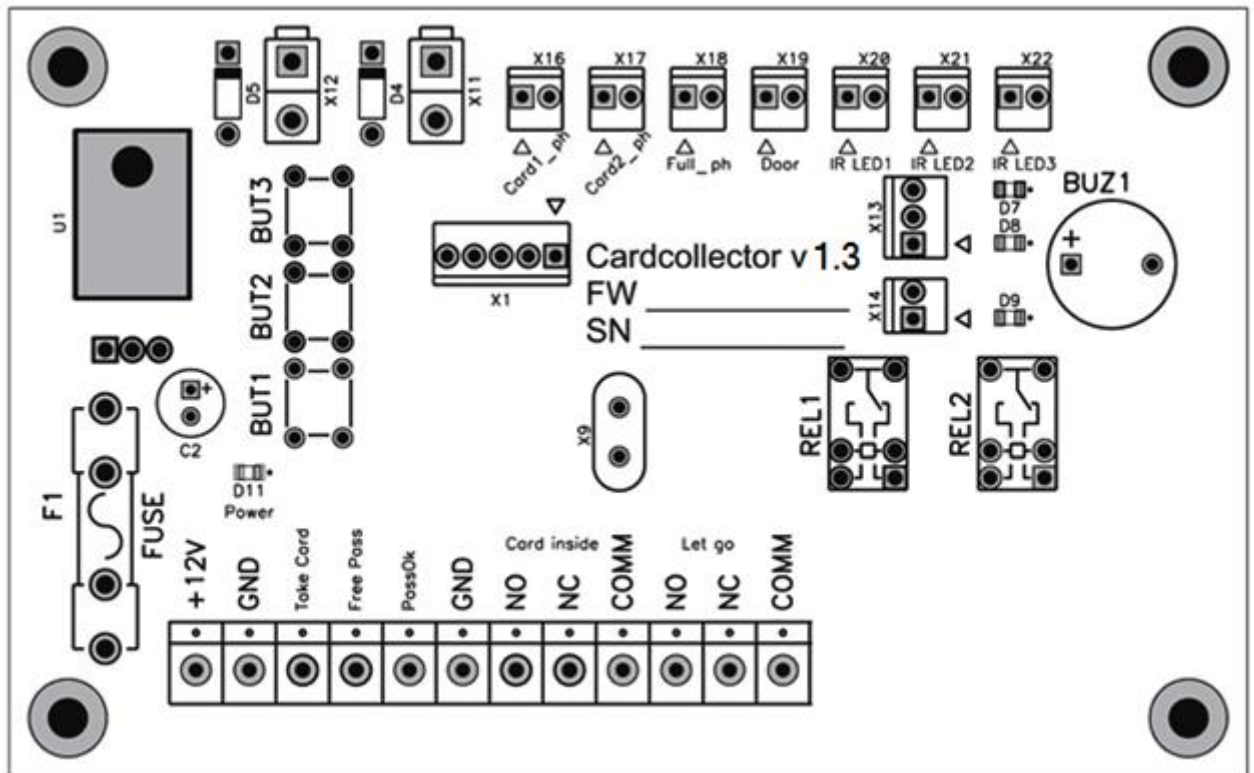 X16 X17 X18 X19 X20 X21 X22
D5 X12 D4 X11
Card1_ph Card2_ph Full_ph Door IR LED1 IR LED2 IR LED3
U1
BUT3
X13
D7
D8
BUZ1
+
X1
Cardcollector v 1.3
FW
SN
BUT2
X14
D9
+
C2
BUT1
X9
REL1
REL2
F1
FUSE
D11
Power
Card inside Let go
+12V GND Take Card Free Pass PassOk GND NO NC COMM NO NC COMM